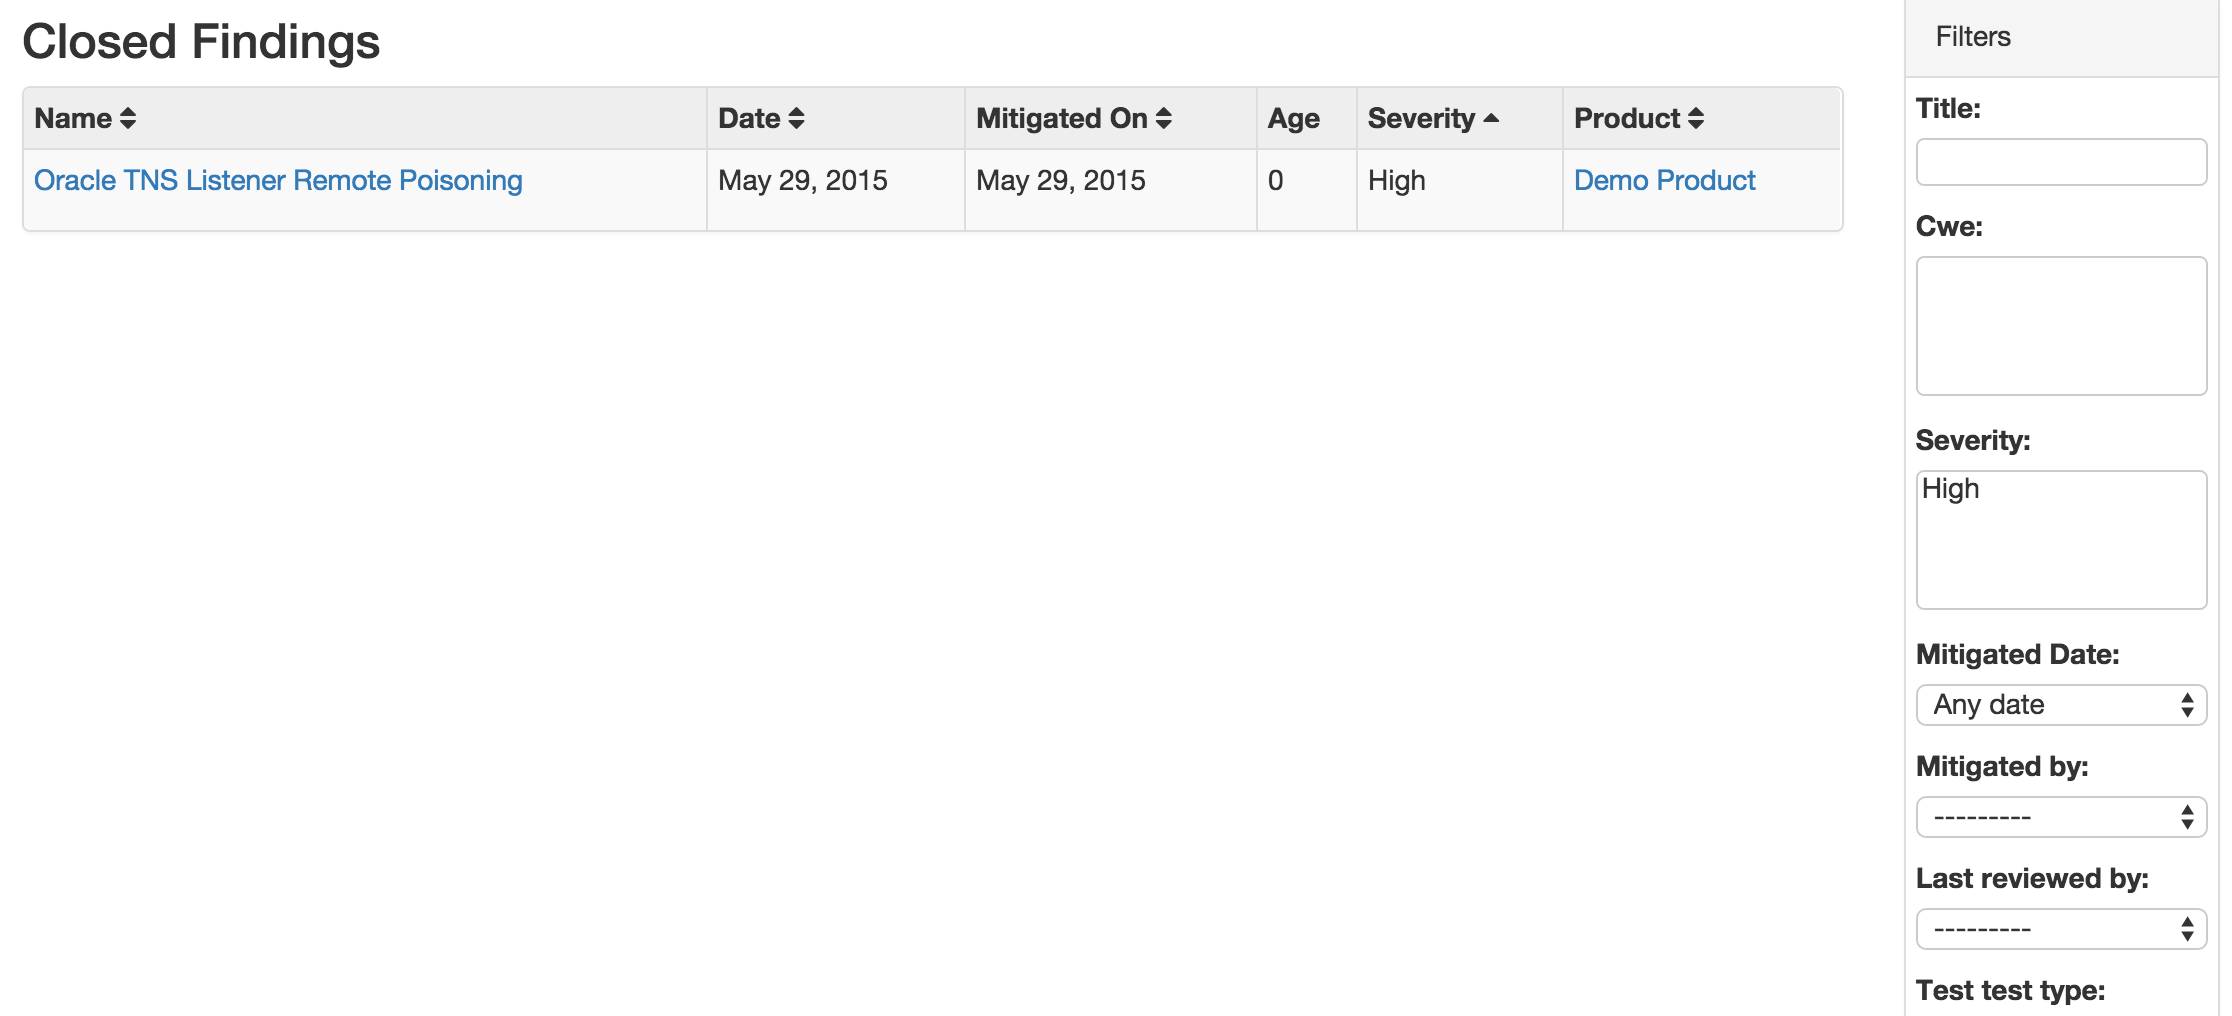 Closed Findings
Name Date Mitigated On Age Severity Product
Oracle TNS Listener Remote Poisoning May 29, 2015 May 29, 2015 0 High Demo Product
Filters
Title:
Cwe:
Severity:
High
Mitigated Date:
Any date
Mitigated by:
---------
Last reviewed by:
---------
Test test type: